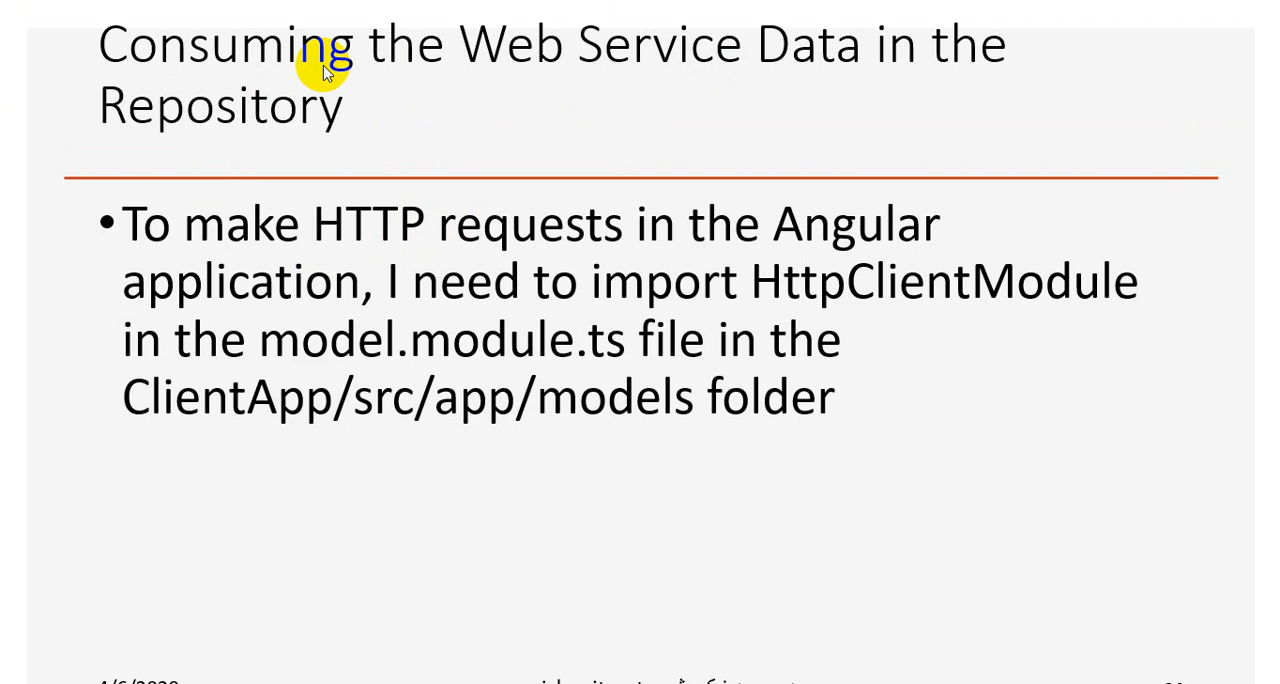 Consuming the Web Service Data in the
Repository
•To make HTTP requests in the Angular
application, I need to import HttpClientModule
in the model.module.ts file in the
ClientApp/src/app/models folder